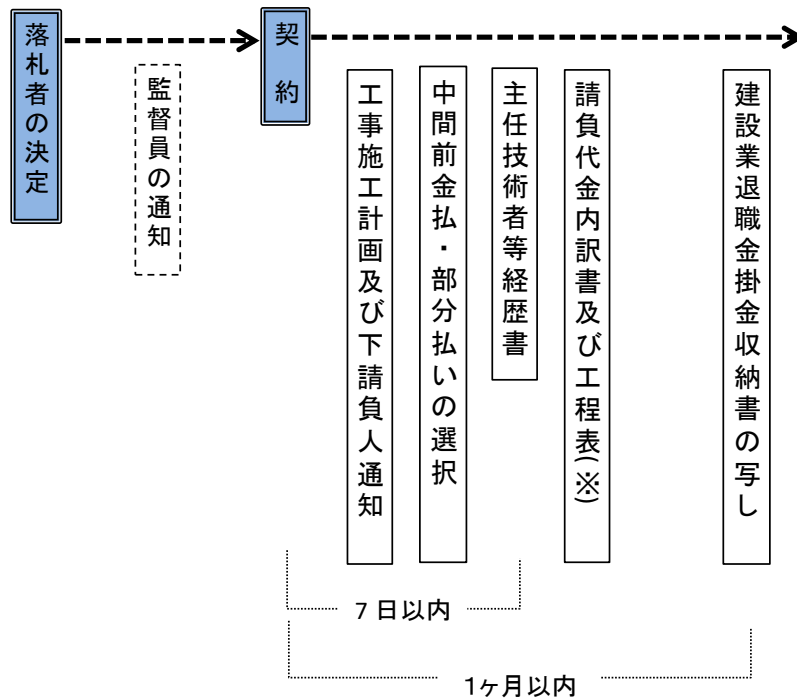 落札者の決定
監督員の通知
契約
工事施工計画及び下請負人通知
中間前金払・部分払いの選択
主任技術者等経歴書
請負代金内訳書及び工程表(※)
建設業退職金掛金収納書の写し
7日以内
1ヶ月以内